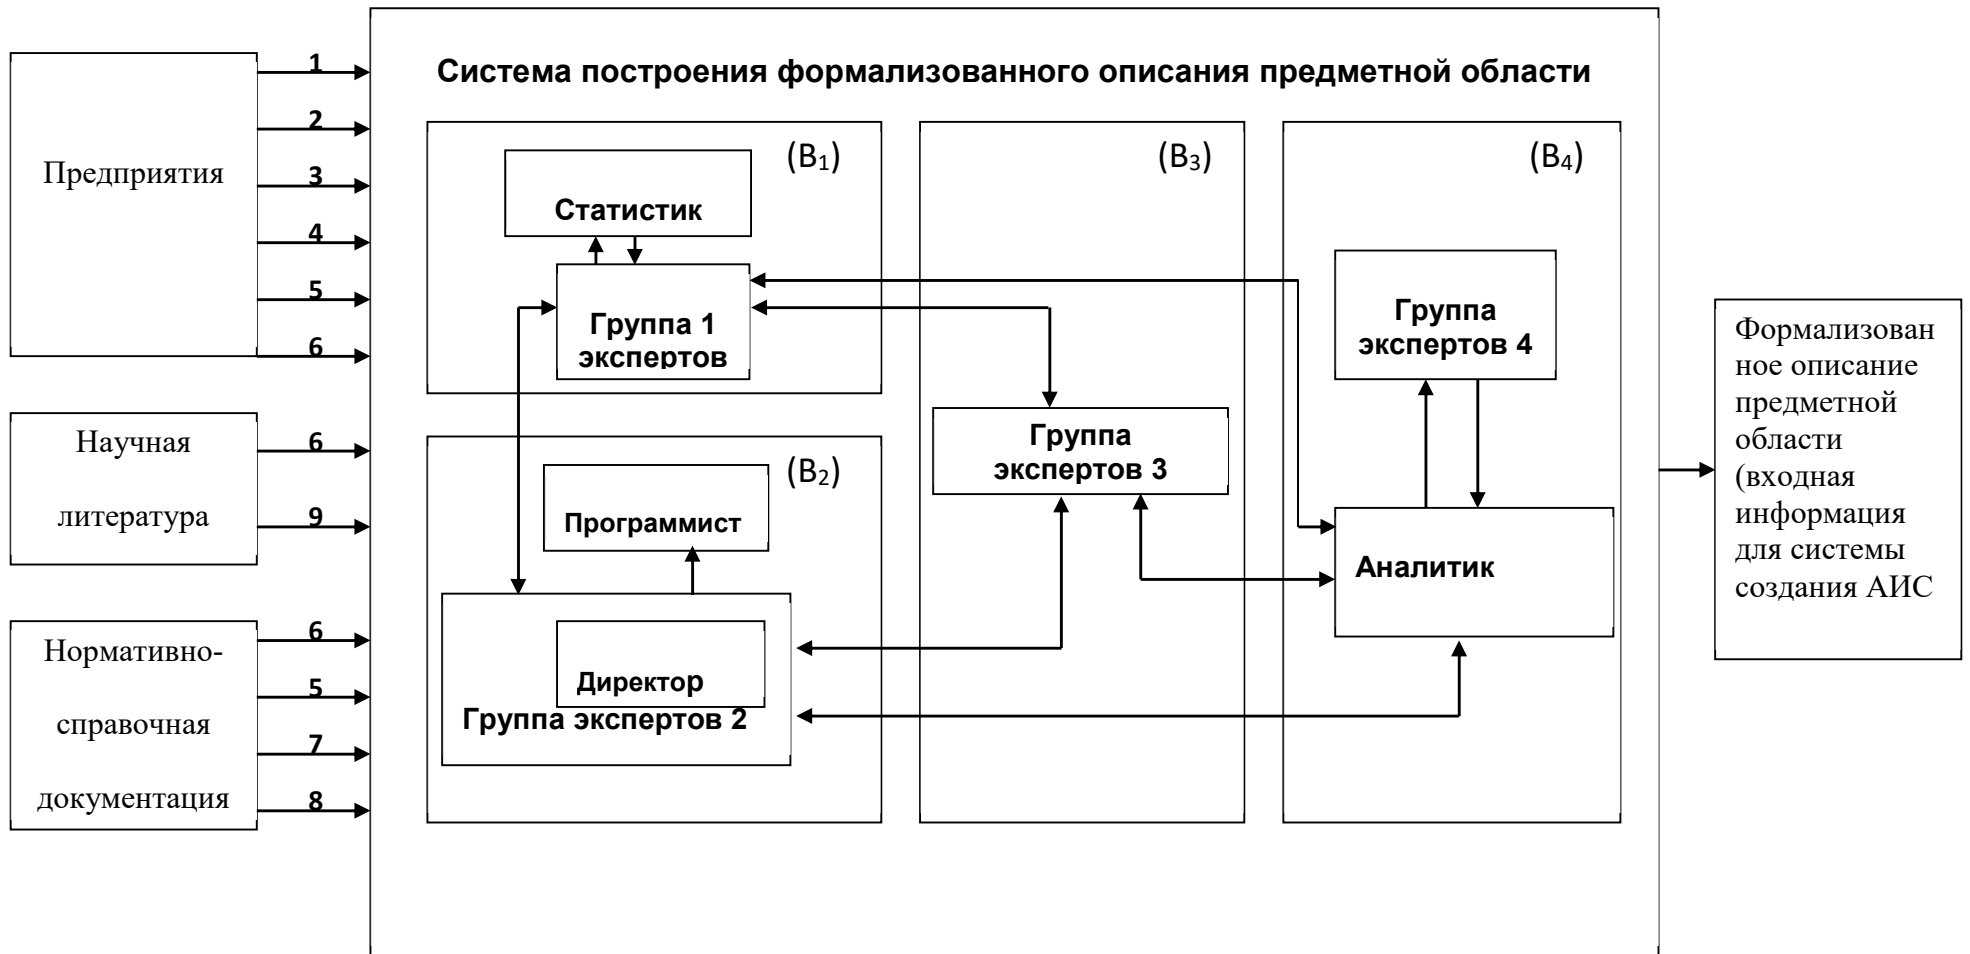 Система построения формализованного описания предметной области
Предприятия
1
2
3
4
5
6
Научная
литература
6
9
Нормативно-
справочная
документация
6
5
7
8
(В₁)
Статистик
Группа 1
экспертов
(В₂)
Программист
Директор
Группа экспертов 2
(В₃)
Группа
экспертов 3
(В₄)
Группа
экспертов 4
Аналитик
Формализован
ное описание
предметной
области
(входная
информация
для системы
создания АИС